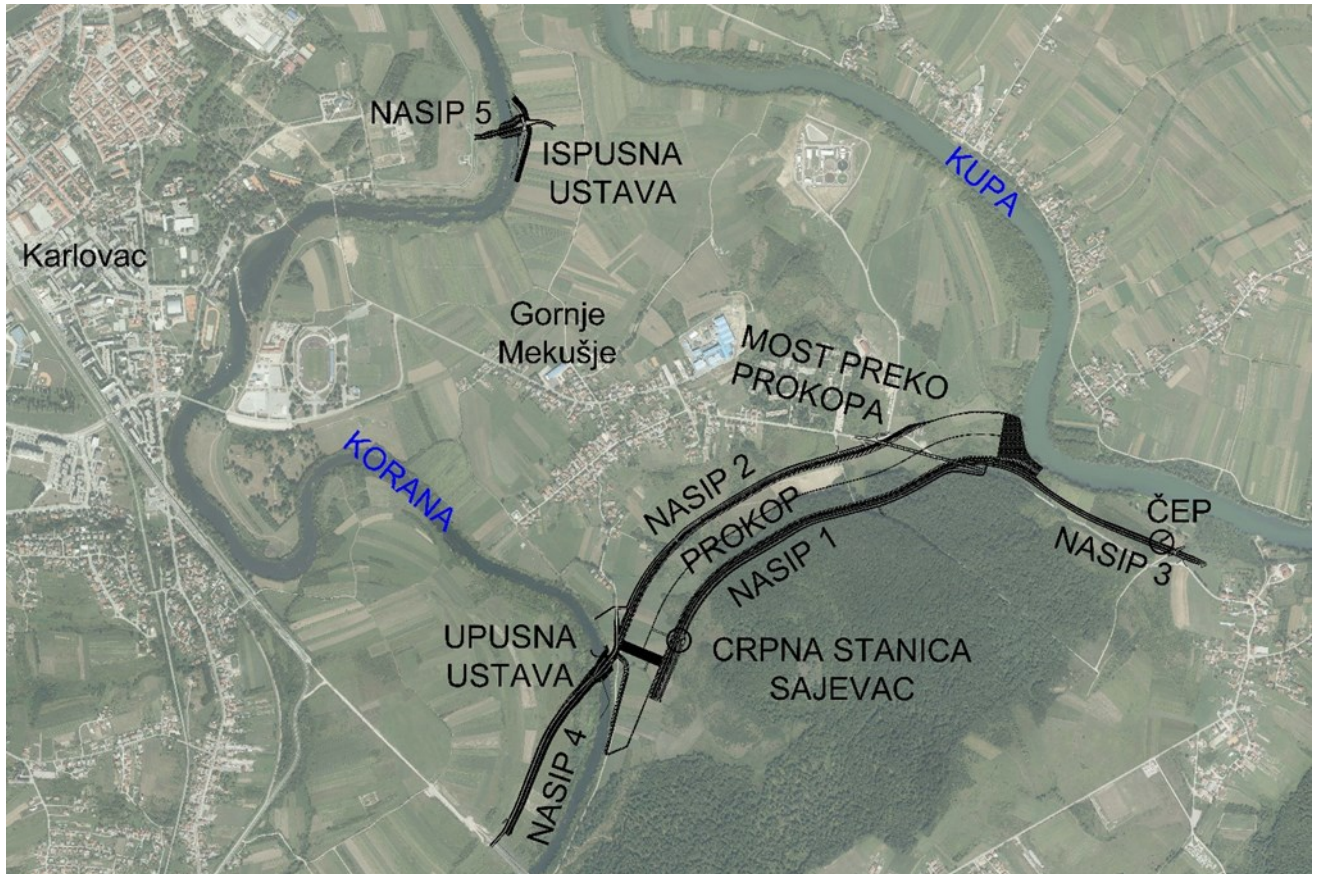 NASIP 5
ISPUSNA
USTAVA
KUPA
Karlovac
Gornje
Mekušje
MOST PREKO
PROKOPA
KORANA
NASIP 2
PROKOP
NASIP 1
ČEP
NASIP 3
UPUSNA
USTAVA
CRPNA STANICA
SAJEVAC
NASIP 4